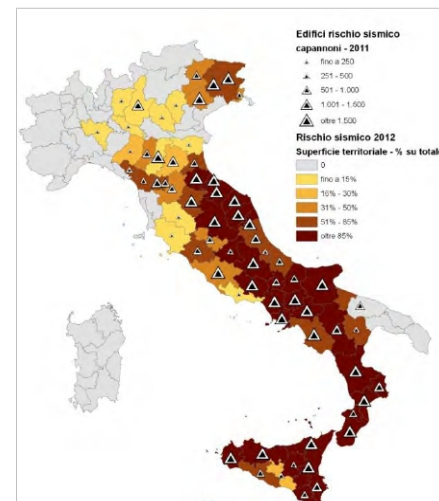 Edifici rischio sismico
capannoni - 2011
fino a 250
251 - 500
501 - 1.000
1.001 - 1.500
oltre 1.500
Rischio sismico 2012
Superficie territoriale - % su totale
0
fino a 15%
16% - 30%
31% - 50%
51% - 85%
oltre 85%